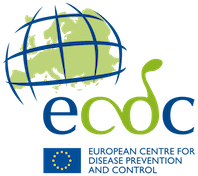 ecdc
EUROPEAN CENTRE FOR
DISEASE PREVENTION
AND CONTROL